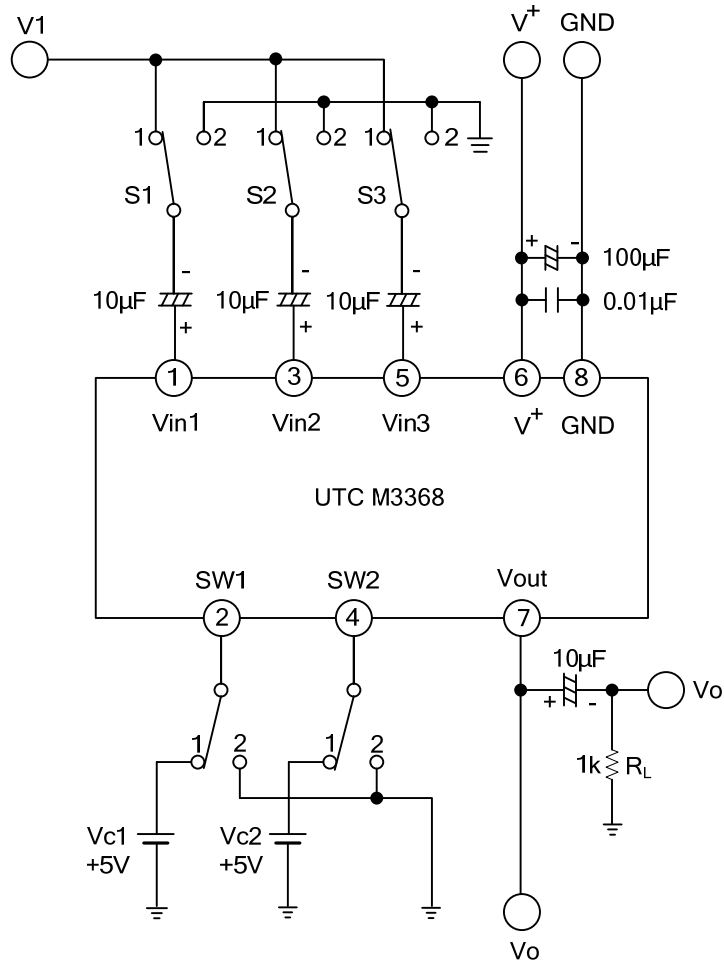 V1
V+ GND
1 2 1 2 1 2
S1 S2 S3
+ - 100µF
- - -
10µF 10µF 10µF 0.01µF
+ + +
1 3 5 6 8
Vin1 Vin2 Vin3 V+ GND
UTC M3368
SW1 SW2 Vout
2 4 7
10µF
+ - Vo
1 2 1 2
1k RL
Vc1 Vc2
+5V +5V
Vo